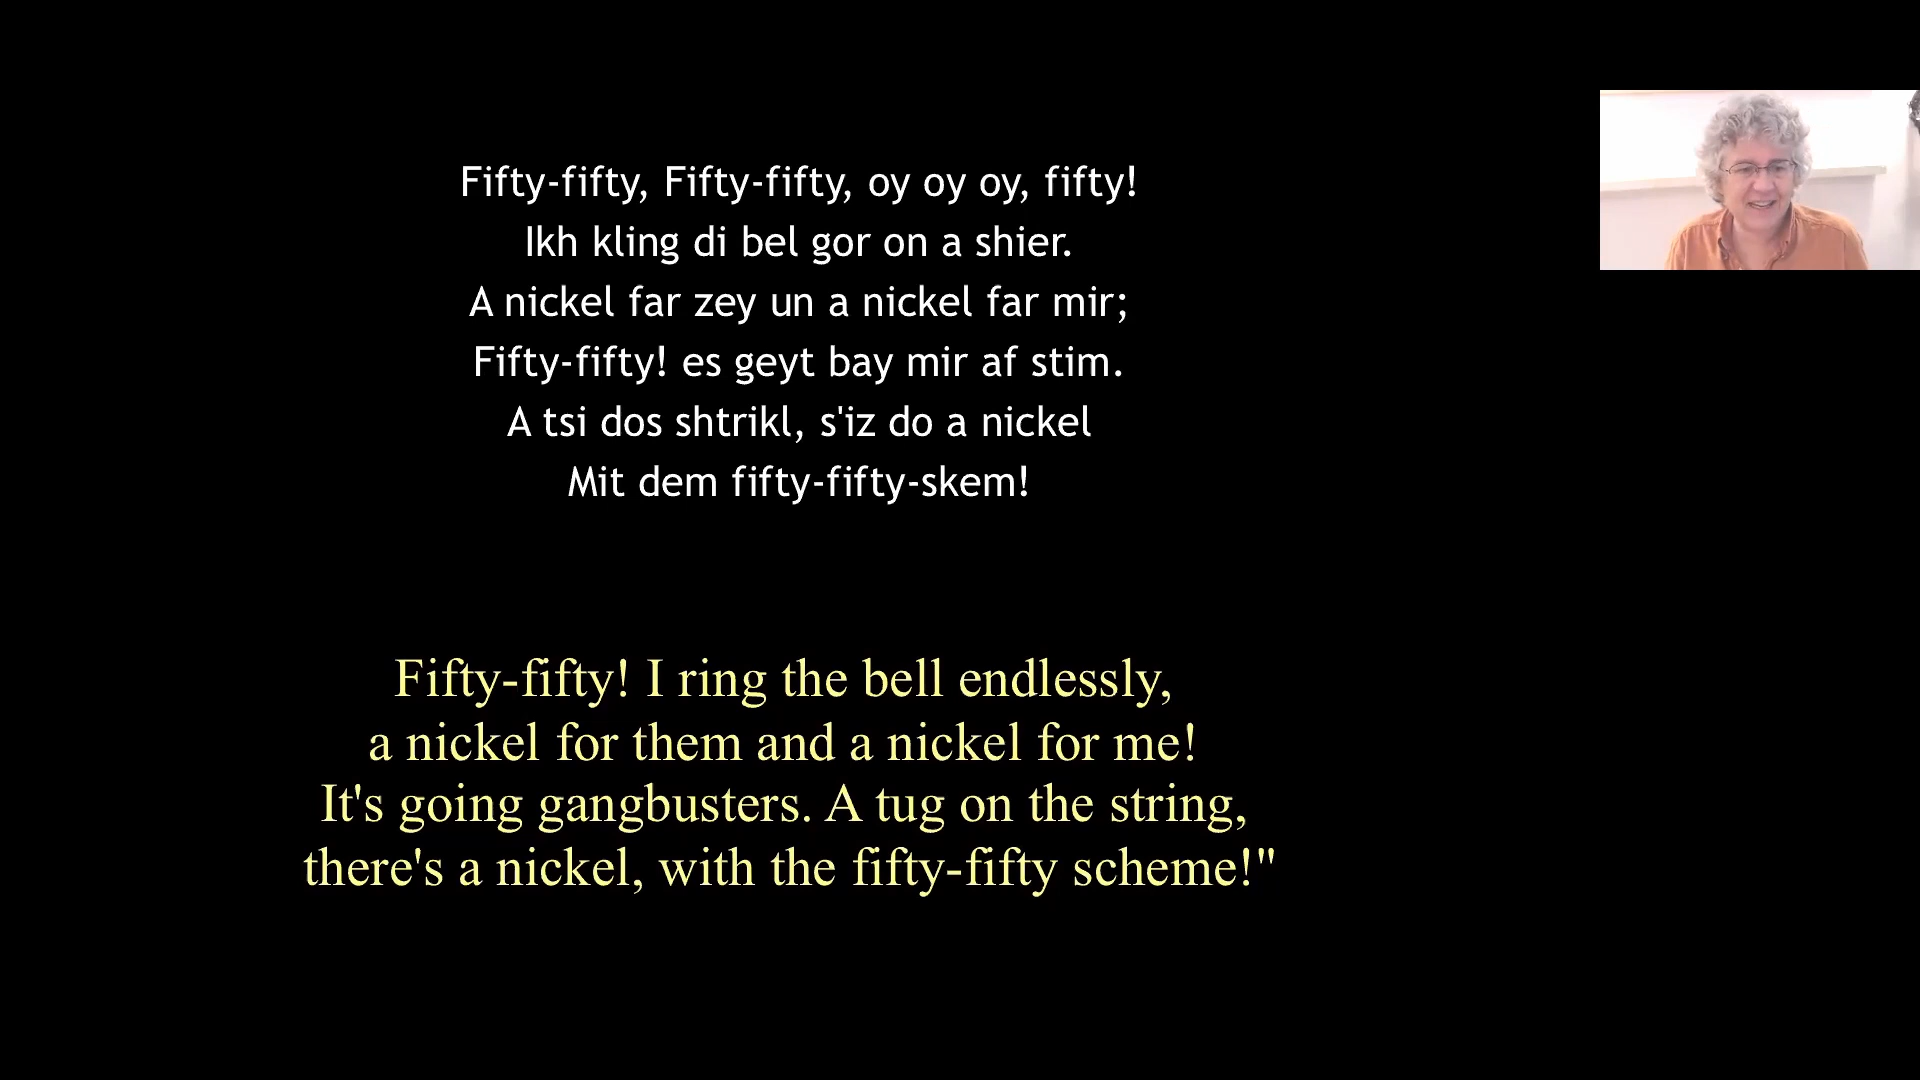 Fifty-fifty, Fifty-fifty, oy oy oy, fifty!
Ikh kling di bel gor on a shier.
A nickel far zey un a nickel far mir;
Fifty-fifty! es geyt bay mir af stim.
A tsi dos shtrikl, s'iz do a nickel
Mit dem fifty-fifty-skem!
Fifty-fifty! I ring the bell endlessly,
a nickel for them and a nickel for me!
It's going gangbusters. A tug on the string,
there's a nickel, with the fifty-fifty scheme!"